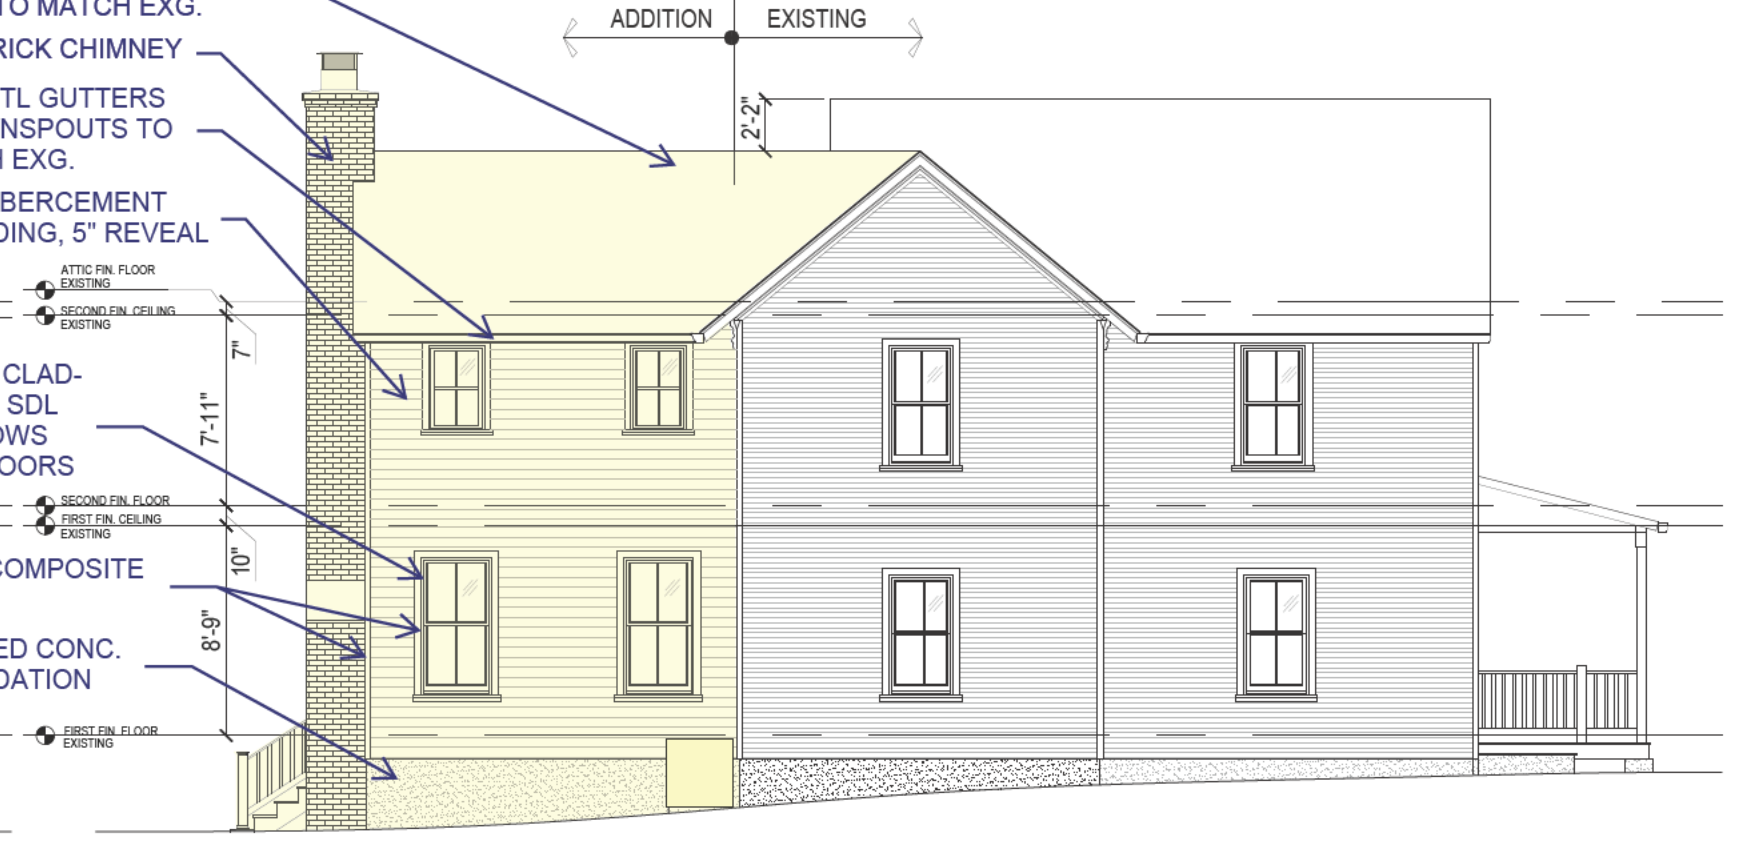 TO MATCH EXG.
RICK CHIMNEY
TL GUTTERS
NSPOUTS TO
EXG.
BERCEMENT
DING, 5" REVEAL
ATTIC FIN. FLOOR
EXISTING
SECOND FIN. CEILING
EXISTING
7"
CLAD-
SDL
OWS
OORS
7'-11"
SECOND FIN. FLOOR
FIRST FIN. CEILING
EXISTING
10"
COMPOSITE
8'-9"
ED CONC.
DATION
FIRST FIN. FLOOR
EXISTING
ADDITION
EXISTING
2'-2"